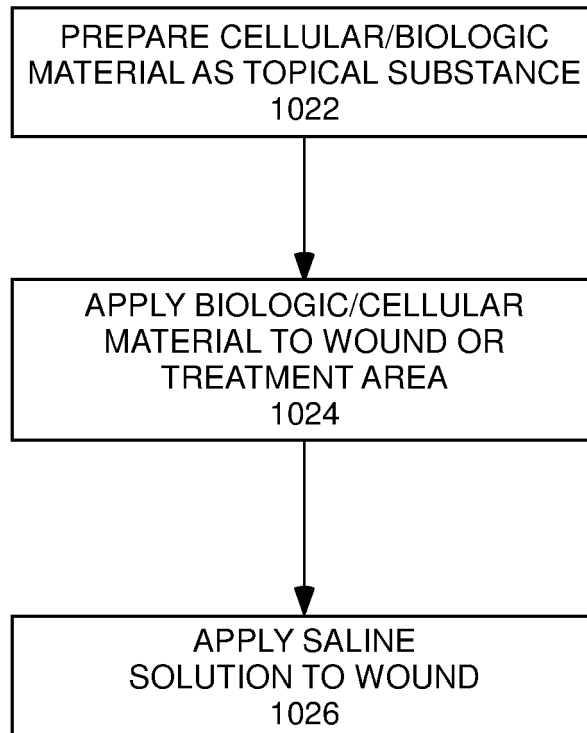 PREPARE CELLULAR/BIOLOGIC
MATERIAL AS TOPICAL SUBSTANCE
1022
APPLY BIOLOGIC/CELLULAR
MATERIAL TO WOUND OR
TREATMENT AREA
1024
APPLY SALINE
SOLUTION TO WOUND
1026